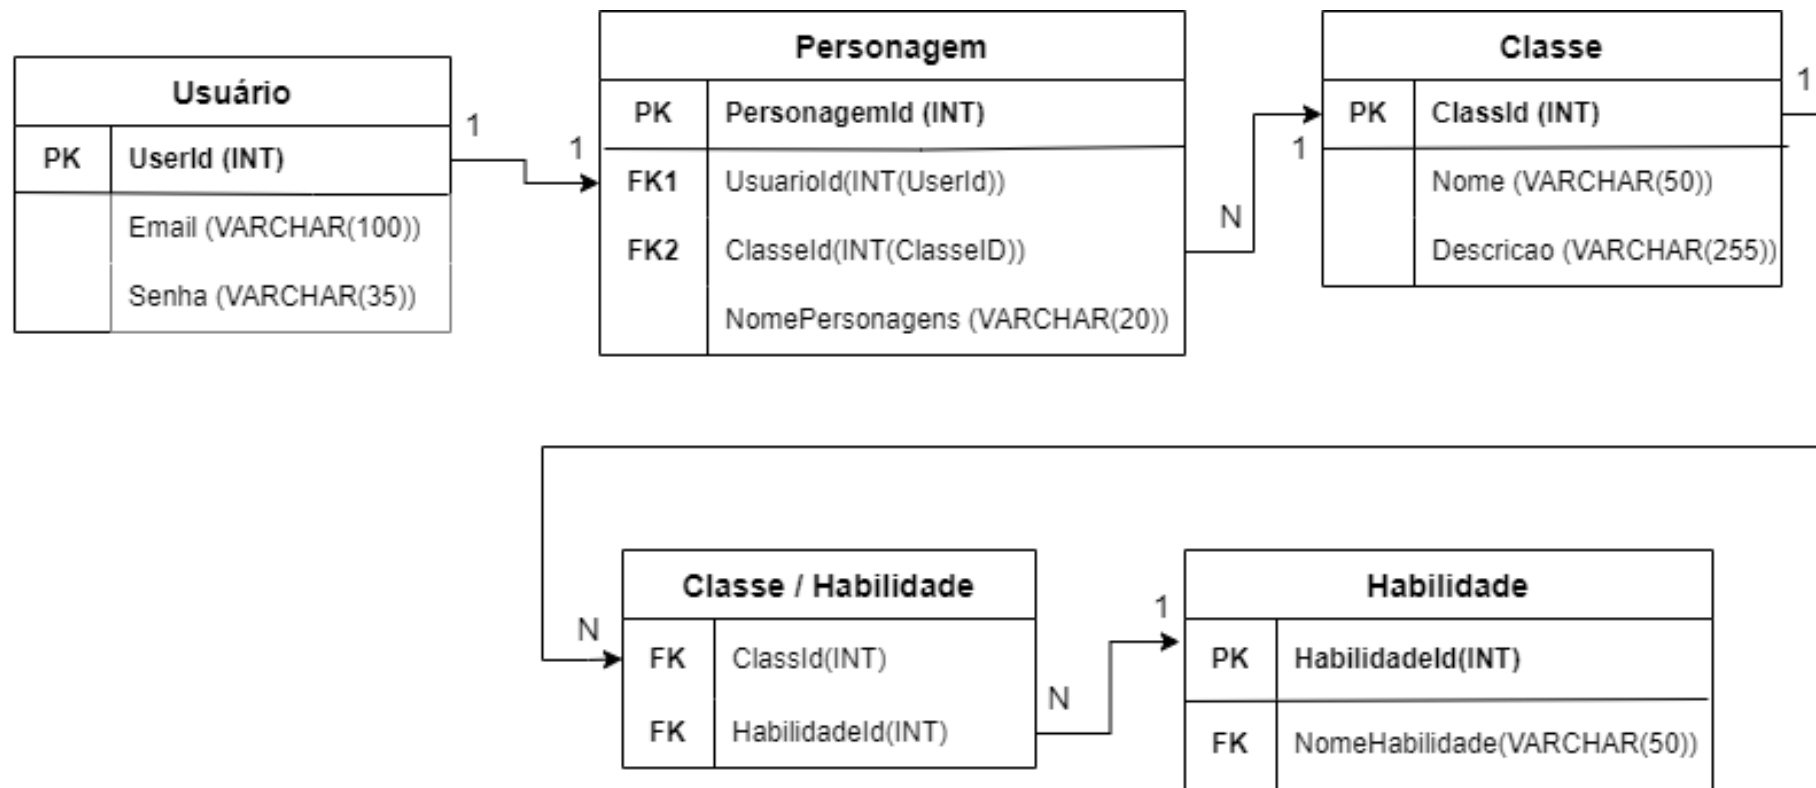 Usuário
PK UserId (INT)
Email (VARCHAR(100))
Senha (VARCHAR(35))
1
1
Personagem
PK PersonagemId (INT)
FK1 UsuarioId(INT(UserId))
FK2 ClasseId(INT(ClasseID))
NomePersonagens (VARCHAR(20))
N
1
Classe
PK ClassId (INT)
Nome (VARCHAR(50))
Descricao (VARCHAR(255))
1
N
Classe / Habilidade
FK ClassId(INT)
FK HabilidadeId(INT)
N
1
Habilidade
PK HabilidadeId(INT)
FK NomeHabilidade(VARCHAR(50))